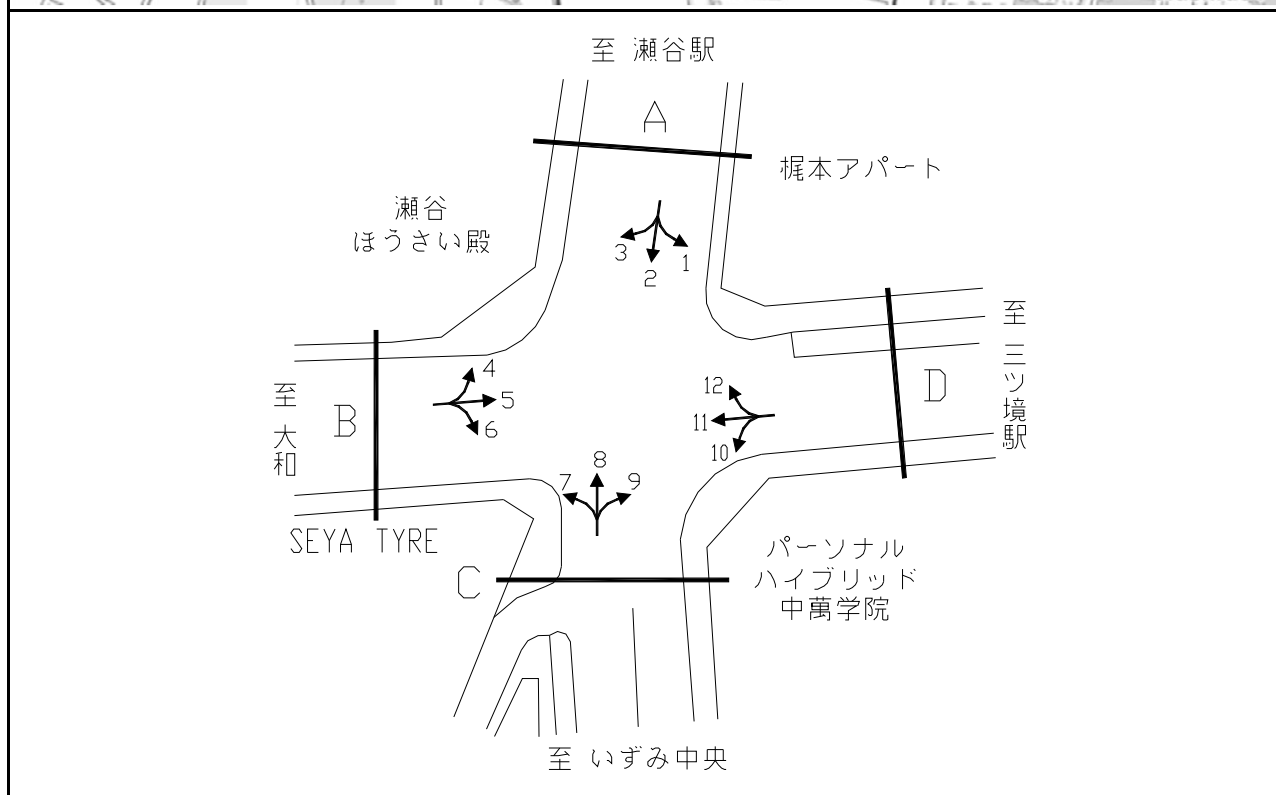 至 瀬谷駅
A
梶本アパート
瀬谷
ほうさい殿
3
2
1
至 三ツ境駅
至 大和
B
4
5
6
12
11
10
D
7
8
9
SEYA TYRE
C
パーソナル
ハイブリッド
中萬学院
至 いずみ中央